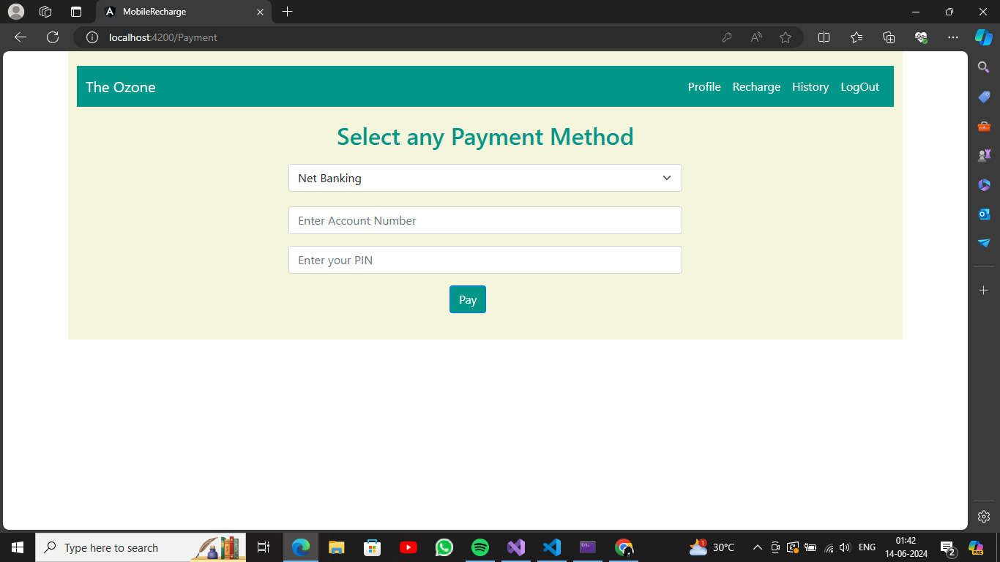 MobileRecharge
localhost:4200/Payment
The Ozone
Profile Recharge History LogOut
Select any Payment Method
Net Banking
Enter Account Number
Enter your PIN
Pay
Type here to search
30°C
ENG
01:42
14-06-2024
1
2
PRE